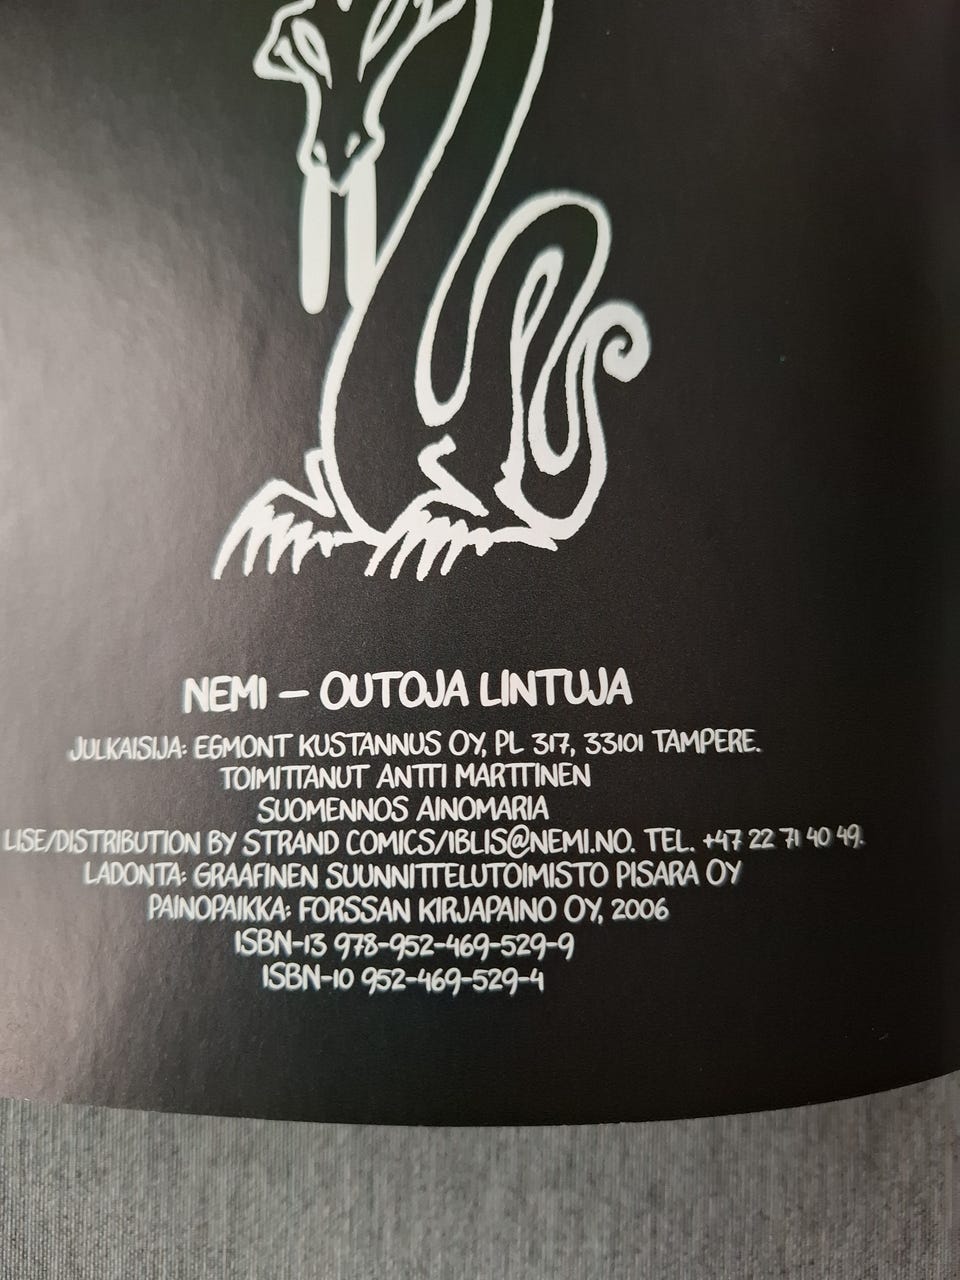 NEMI – OUTOJA LINTUJA
JULKAISIJA: EGMONT KUSTANNUS OY, PL 317, 33101 TAMPERE.
TOIMITTANUT ANTTI MARTTINEN
SUOMENNOS AINOMARIA
LISE/DISTRIBUTION BY STRAND COMICS/IBLIS@NEMI.NO. TEL. +47 22 71 40 49.
LADONTA: GRAAFINEN SUUNNITTELUTOIMISTO PISARA OY
PAINOPAIKKA: FORSSAN KIRJAPAINO OY, 2006
ISBN-13 978-952-469-529-9
ISBN-10 952-469-529-4